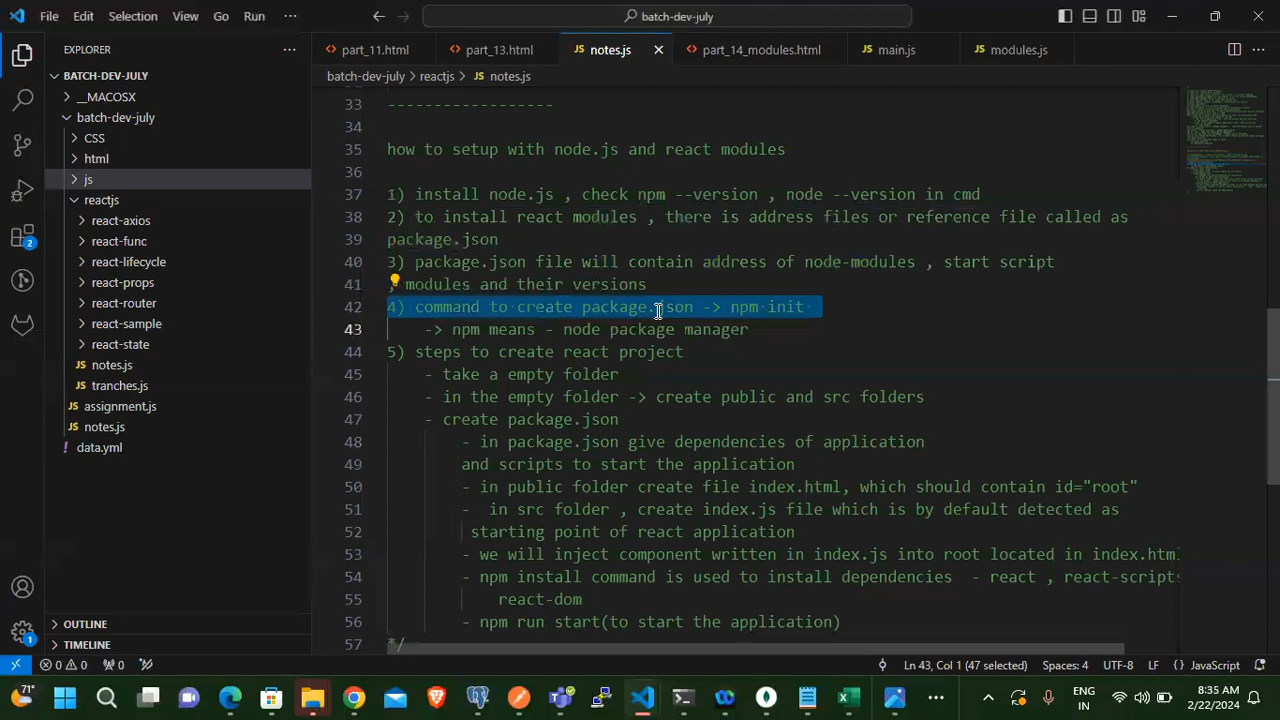 File Edit Selection View Go Run ···
batch-dev-july
EXPLORER ···
BATCH-DEV-JULY
__MACOSX
batch-dev-july
CSS
html
js
reactjs
react-axios
react-func
react-lifecycle
react-props
react-router
react-sample
react-state
notes.js
tranches.js
assignment.js
notes.js
data.yml
OUTLINE
TIMELINE
2
1
part_11.html part_13.html notes.js part_14_modules.html main.js modules.js ···
batch-dev-july > reactjs > notes.js
33 ------------------
34
35 how to setup with node.js and react modules
36
37 1) install node.js , check npm --version , node --version in cmd
38 2) to install react modules , there is address files or reference file called as
39 package.json
40 3) package.json file will contain address of node-modules , start script
41 , modules and their versions
42 4) command to create package.json -> npm init
43 -> npm means - node package manager
44 5) steps to create react project
45 - take a empty folder
46 - in the empty folder -> create public and src folders
47 - create package.json
48 - in package.json give dependencies of application
49 and scripts to start the application
50 - in public folder create file index.html, which should contain id="root"
51 - in src folder , create index.js file which is by default detected as
52 starting point of react application
53 - we will inject component written in index.js into root located in index.html
54 - npm install command is used to install dependencies - react , react-scripts
55 react-dom
56 - npm run start(to start the application)
57 */
0 0 0 Ln 43, Col 1 (47 selected) Spaces: 4 UTF-8 LF JavaScript
71° ··· ENG IN 8:35 AM 2/22/2024